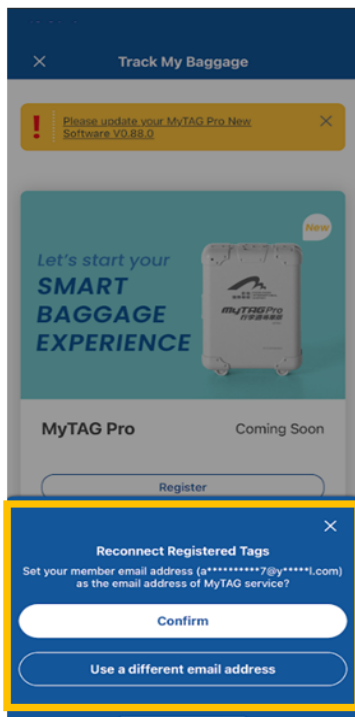 Track My Baggage
Please update your MyTAG Pro New
Software V0.88.0
New
Let's start your
SMART
BAGGAGE
EXPERIENCE
MyTAG Pro
MyTAG Pro
Coming Soon
Register
Reconnect Registered Tags
Set your member email address (a**********7@y*****l.com)
as the email address of MyTAG service?
Confirm
Use a different email address